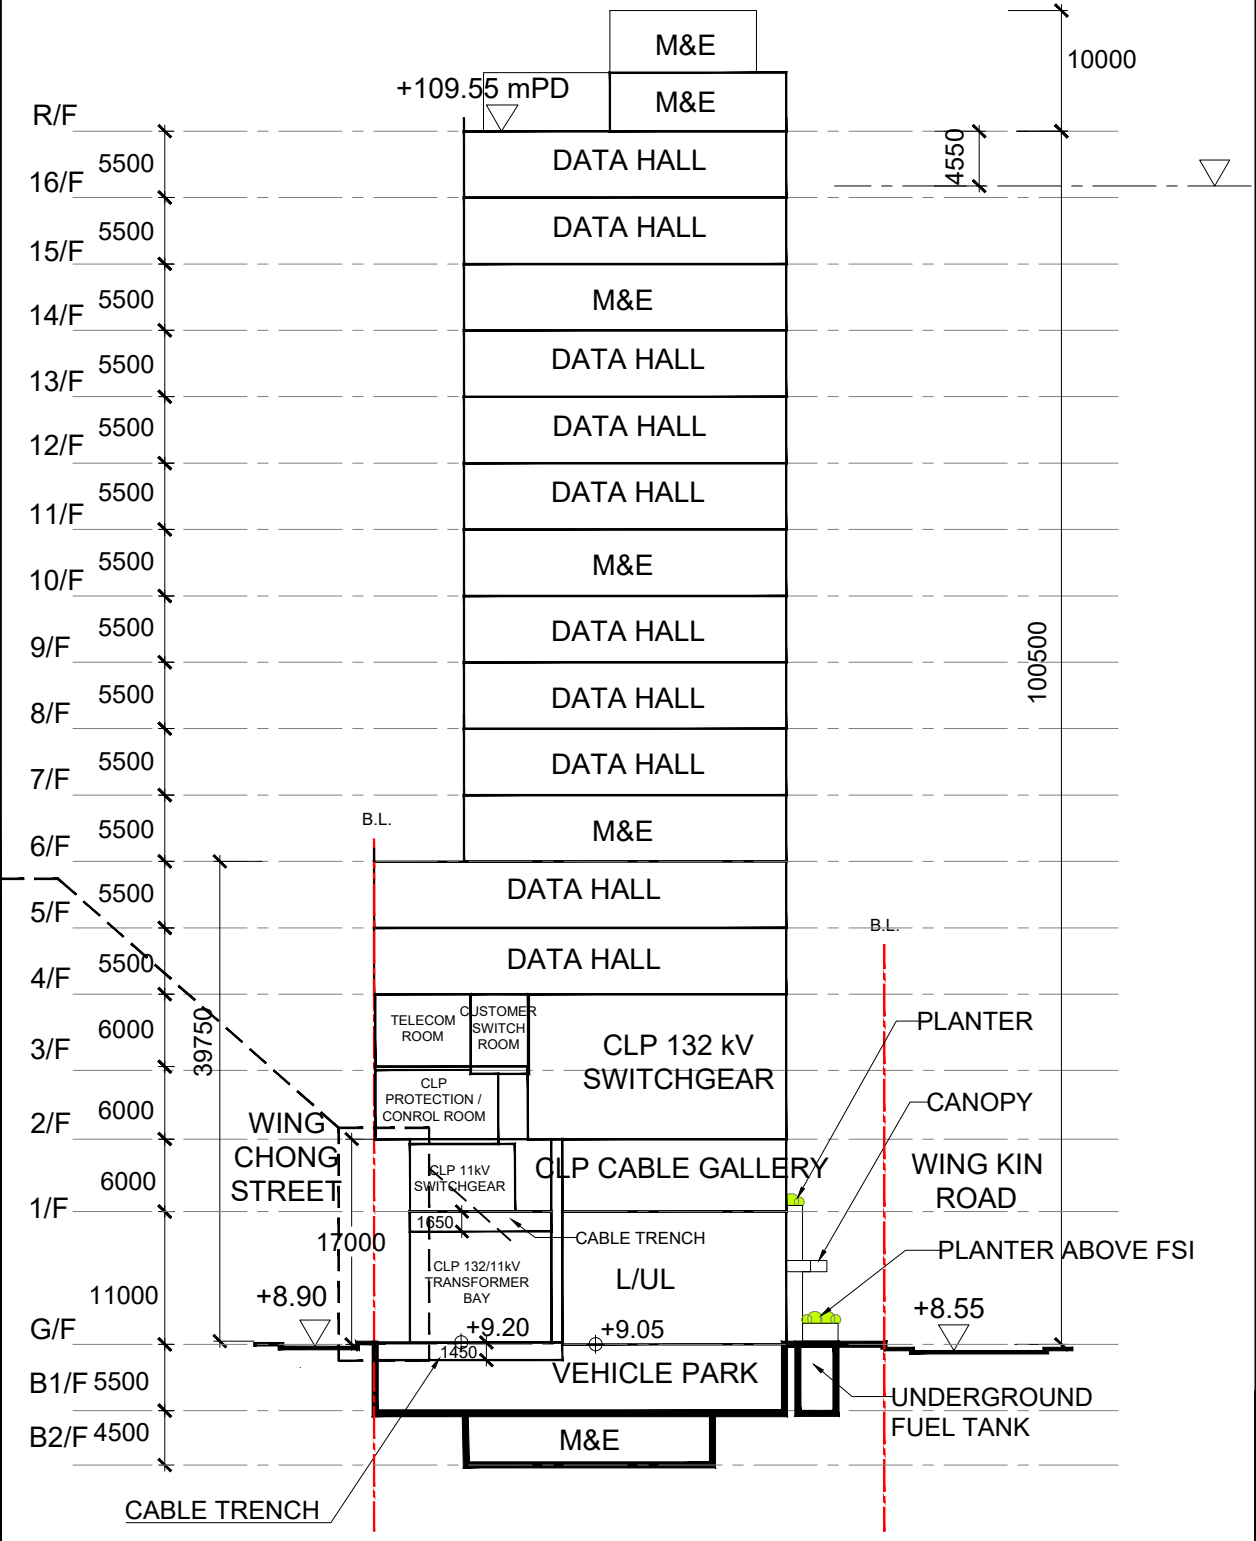 M&E
10000
+109.55 mPD
M&E
R/F
4550
5500
DATA HALL
16/F
5500
DATA HALL
15/F
5500
M&E
14/F
5500
DATA HALL
13/F
5500
DATA HALL
12/F
5500
DATA HALL
11/F
5500
M&E
10/F
5500
DATA HALL
9/F
100500
5500
DATA HALL
8/F
5500
DATA HALL
7/F
5500
M&E
6/F
B.L.
5500
DATA HALL
5/F
B.L.
5500
DATA HALL
4/F
39750
6000
TELECOM
ROOM
CUSTOMER
SWITCH
ROOM
CLP 132 kV
SWITCHGEAR
PLANTER
3/F
6000
CLP
PROTECTION /
CONROL ROOM
CANOPY
2/F
WING
CHONG
STREET
6000
CLP 11kV
SWITCHGEAR
CLP CABLE GALLERY
WING KIN
ROAD
1/F
1650
CABLE TRENCH
17000
PLANTER ABOVE FSI
11000
CLP 132/11kV
TRANSFORMER
BAY
L/UL
+8.90
+8.55
G/F
+9.20
+9.05
1450
B1/F
5500
VEHICLE PARK
UNDERGROUND
FUEL TANK
B2/F
4500
M&E
CABLE TRENCH